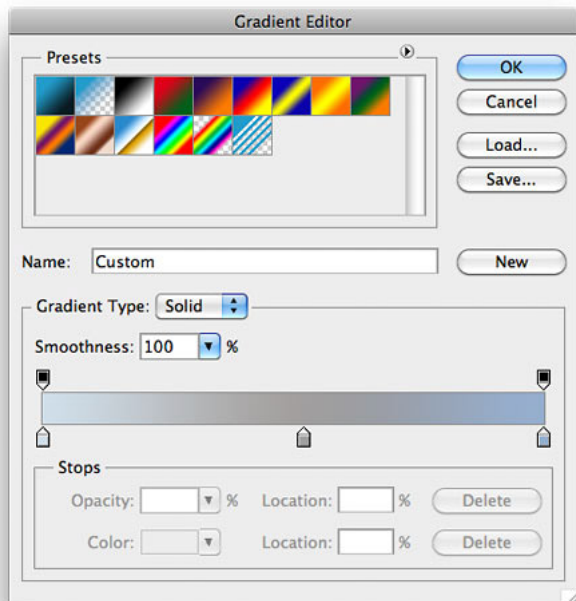 Gradient Editor
Presets
OK
Cancel
Load...
Save...
Name: Custom
New
Gradient Type: Solid
Smoothness: 100 %
Stops
Opacity: % Location: % Delete
Color: Location: % Delete